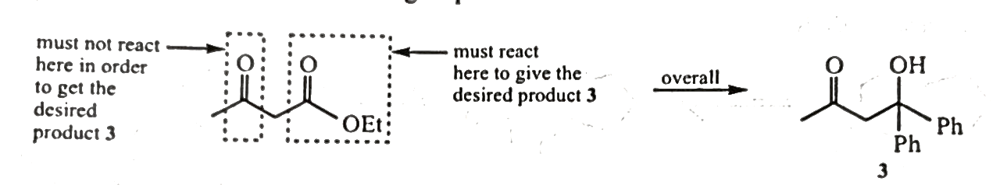 must not react
here in order
to get the
desired
product 3
O
O
OEt
must react
here to give the
desired product 3
overall
O
OH
Ph
Ph
3